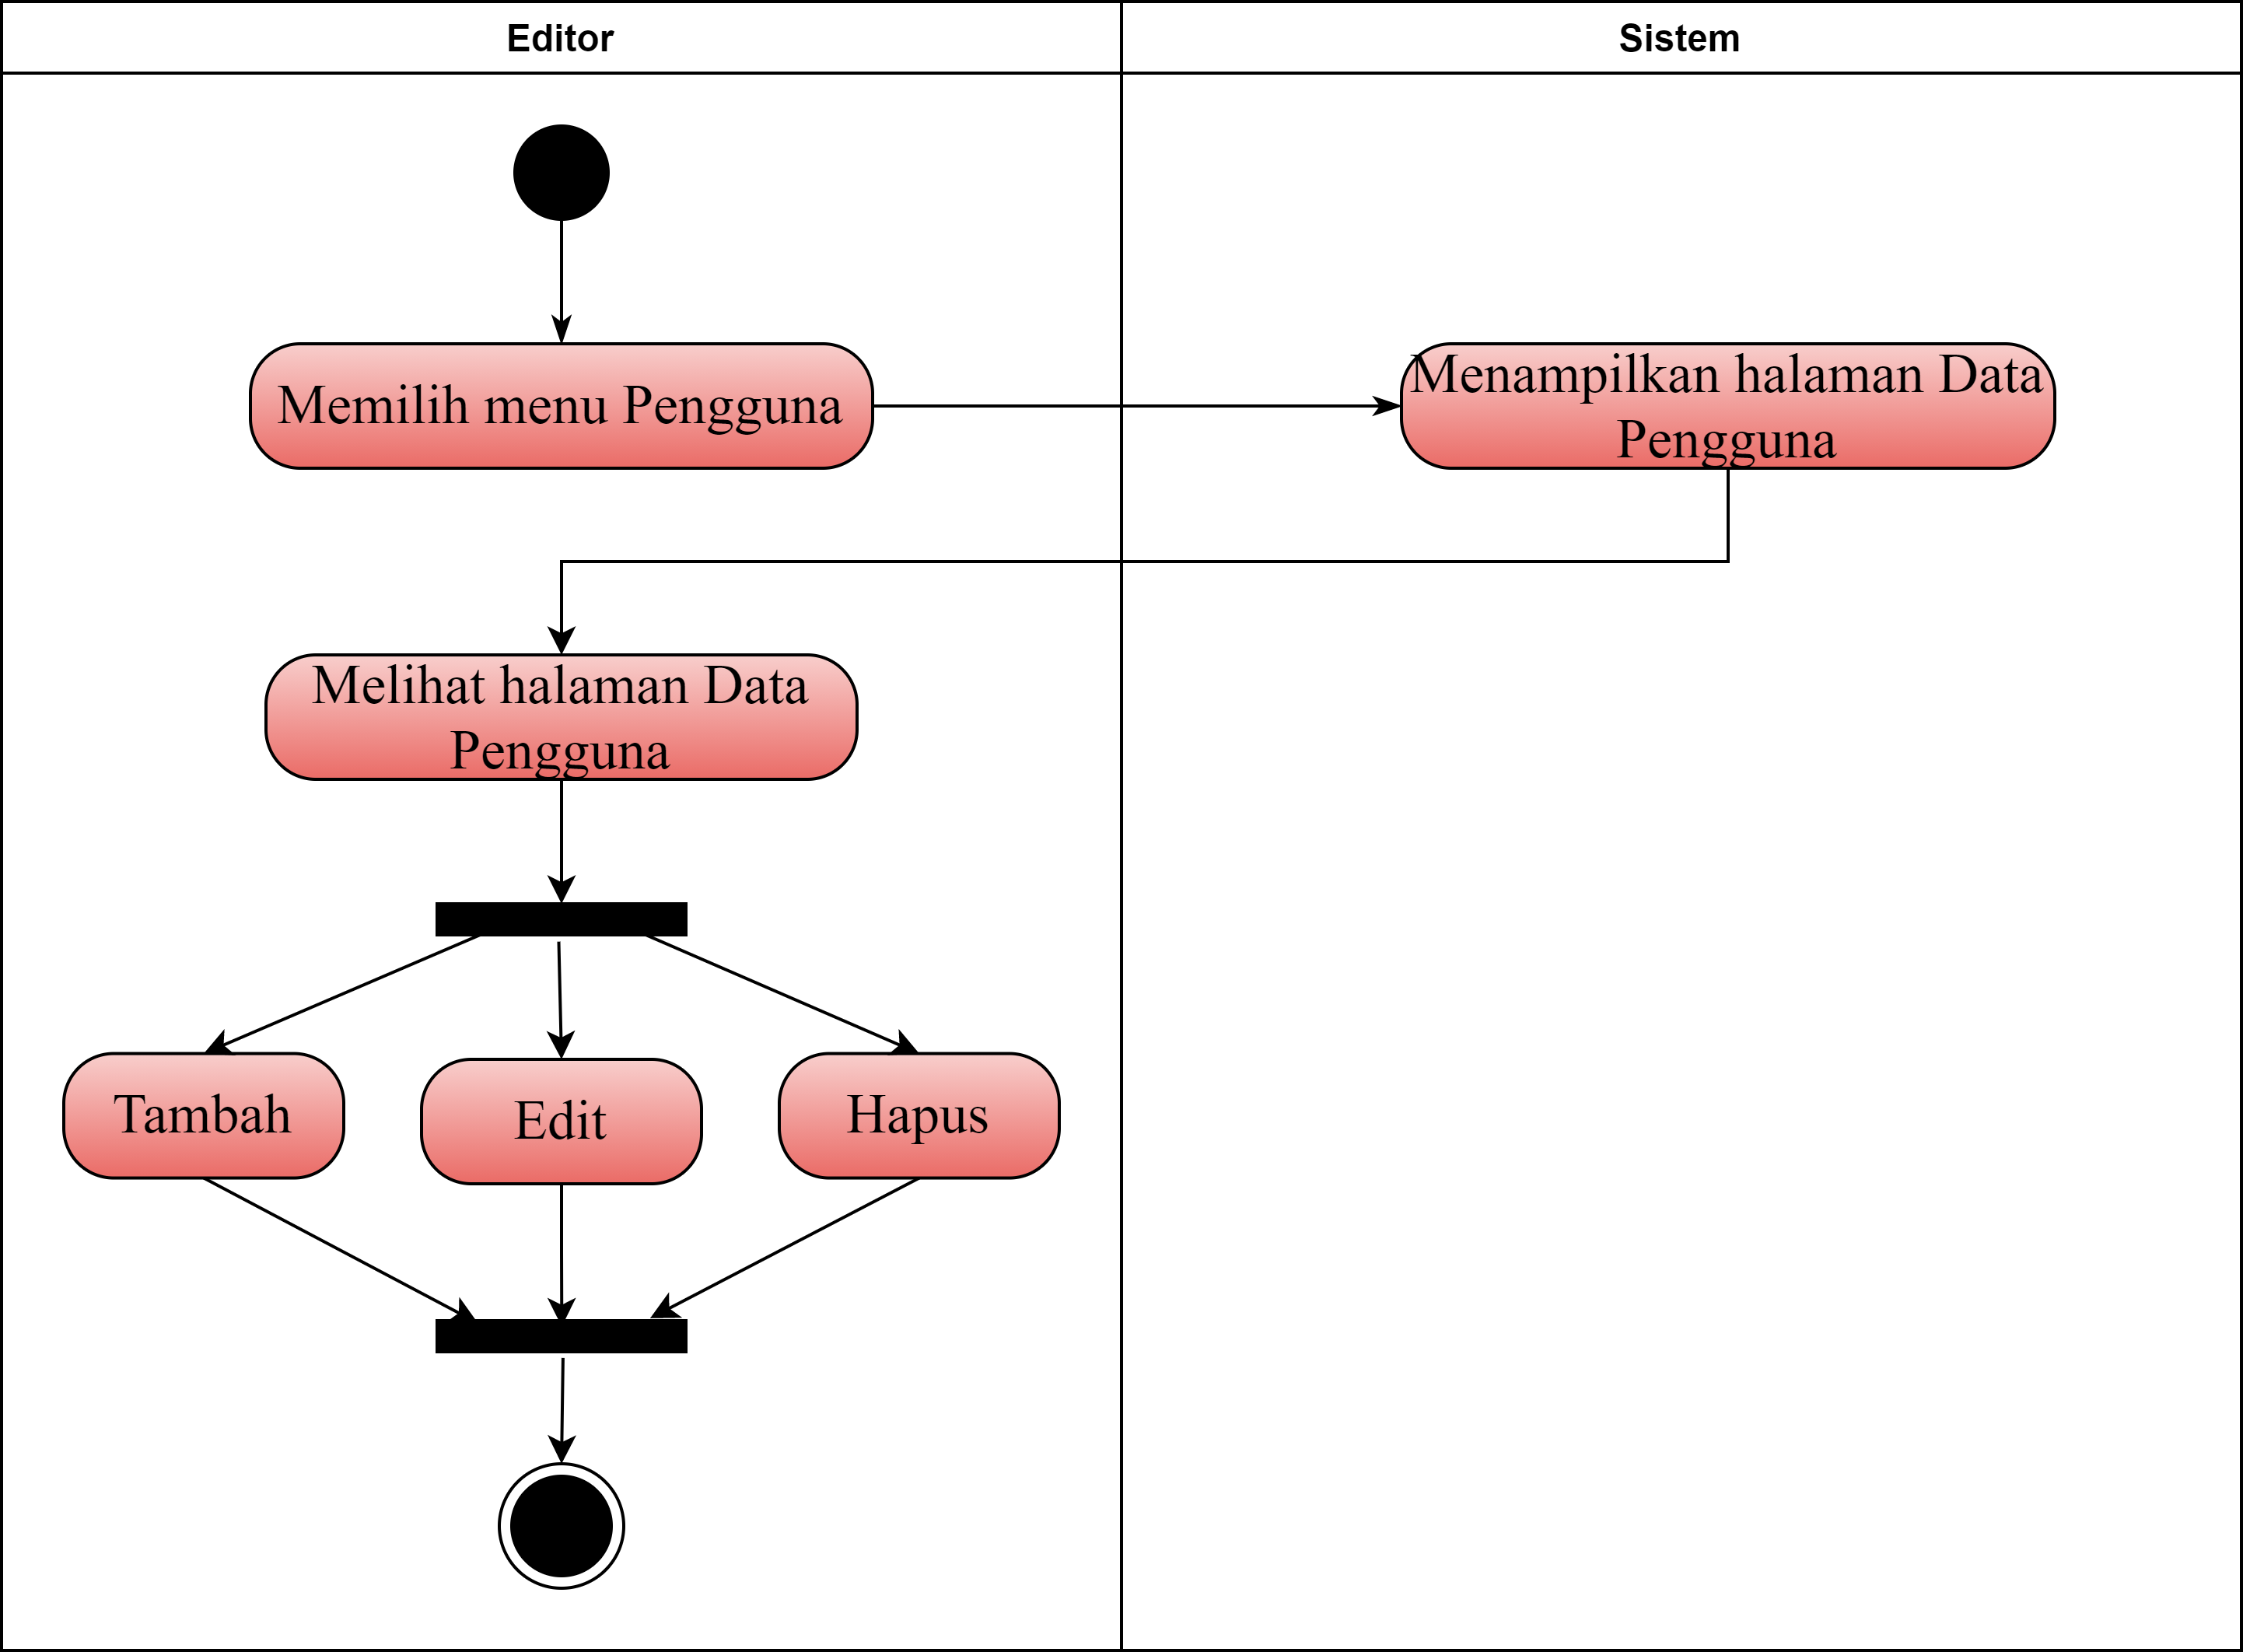 Editor
Sistem
Memilih menu Pengguna
Menampilkan halaman Data
Pengguna
Melihat halaman Data
Pengguna
Tambah
Edit
Hapus